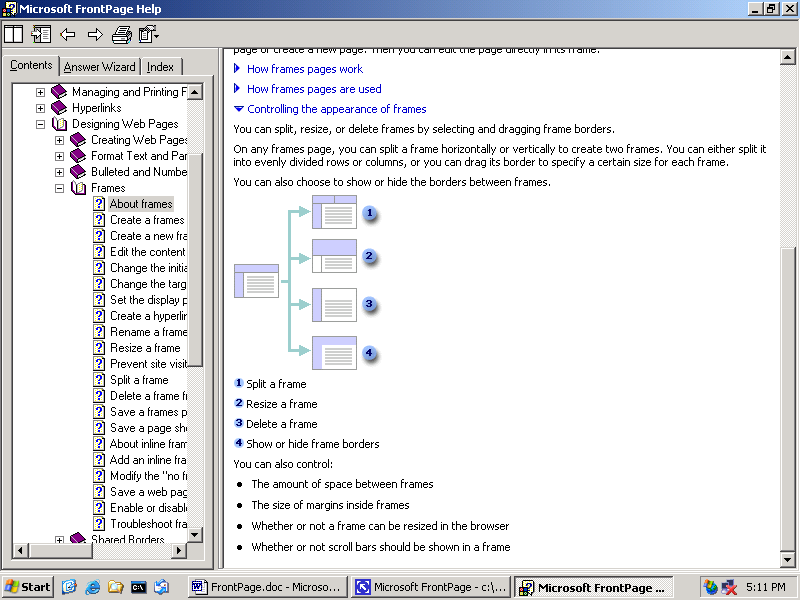 Microsoft FrontPage Help
Contents
Answer Wizard
Index
Managing and Printing F
Hyperlinks
Designing Web Pages
Creating Web Pages
Format Text and Par
Bulleted and Numbe
Frames
About frames
Create a frames
Create a new fra
Edit the content
Change the initia
Change the targ
Set the display p
Create a hyperlin
Rename a frame
Resize a frame
Prevent site visit
Split a frame
Delete a frame f
Save a frames p
Save a page sho
About inline fram
Add an inline fra
Modify the "no f
Save a web pag
Enable or disabl
Troubleshoot fra
Shared Borders
page or create a new page. Then you can edit the page directly in its frame.
How frames pages work
How frames pages are used
Controlling the appearance of frames
You can split, resize, or delete frames by selecting and dragging frame borders.
On any frames page, you can split a frame horizontally or vertically to create two frames. You can either split it
into evenly divided rows or columns, or you can drag its border to specify a certain size for each frame.
You can also choose to show or hide the borders between frames.
1
2
3
4
1 Split a frame
2 Resize a frame
3 Delete a frame
4 Show or hide frame borders
You can also control:
• The amount of space between frames
• The size of margins inside frames
• Whether or not a frame can be resized in the browser
• Whether or not scroll bars should be shown in a frame
Start
FrontPage.doc - Microso...
Microsoft FrontPage - c:\...
Microsoft FrontPage ...
5:11 PM